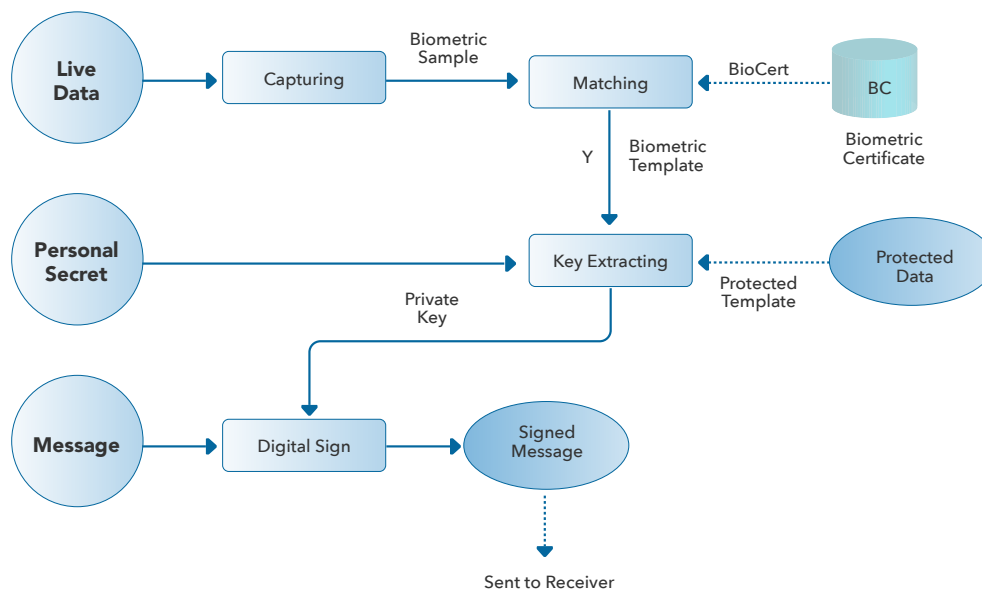 Live
Data
Capturing
Biometric
Sample
Matching
BioCert
BC
Biometric
Certificate
Y
Biometric
Template
Personal
Secret
Key Extracting
Protected
Template
Protected
Data
Private
Key
Message
Digital Sign
Signed
Message
Sent to Receiver